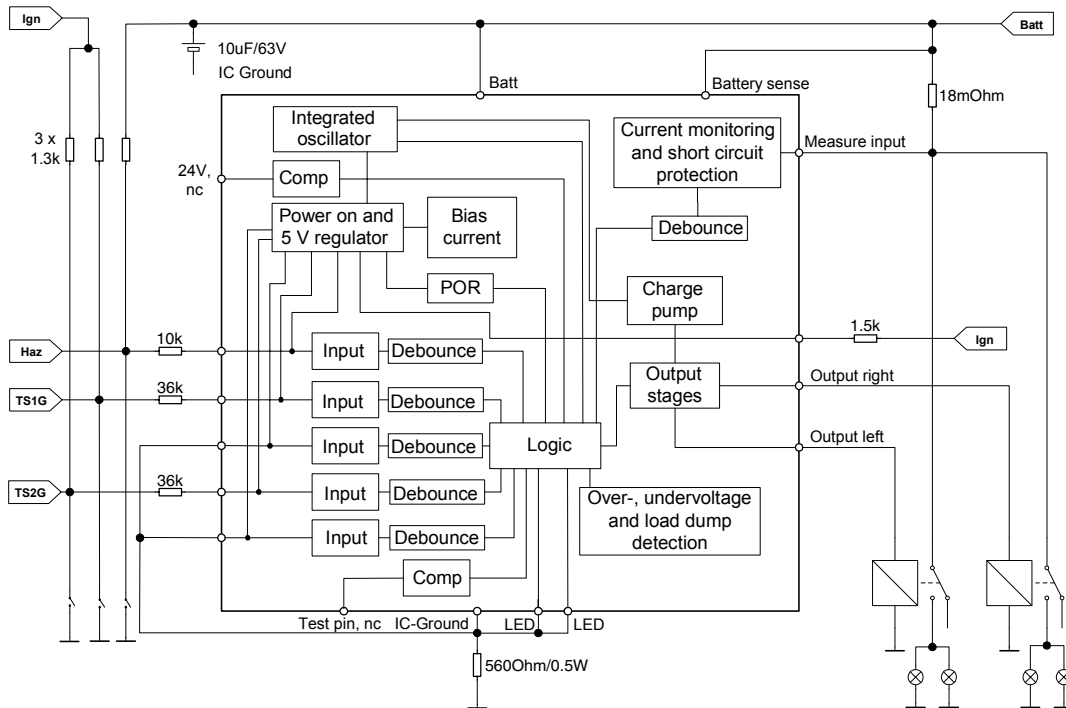 Ign
Batt
10uF/63V
IC Ground
Batt
Battery sense
18mOhm
3 x
1.3k
Integrated
oscillator
Current monitoring
and short circuit
protection
Measure input
24V,
nc
Comp
Power on and
5 V regulator
Bias
current
Debounce
POR
Charge
pump
Haz
10k
Input
Debounce
1.5k
Ign
TS1G
36k
Input
Debounce
Output
stages
Output right
Input
Debounce
Logic
Output left
TS2G
36k
Input
Debounce
Over-, undervoltage
and load dump
detection
Input
Debounce
Comp
Test pin, nc
IC-Ground
LED
LED
560Ohm/0.5W